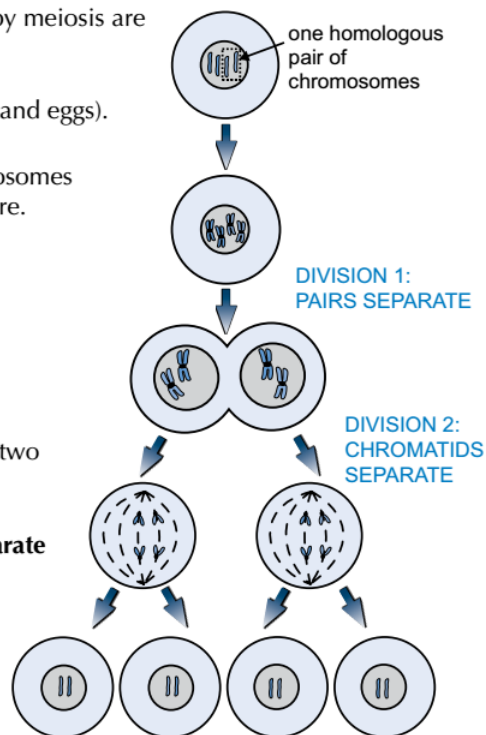 by meiosis are
one homologous
pair of
chromosomes
and eggs).
osomes
re.
DIVISION 1:
PAIRS SEPARATE
two
DIVISION 2:
CHROMATIDS
SEPARATE
arate